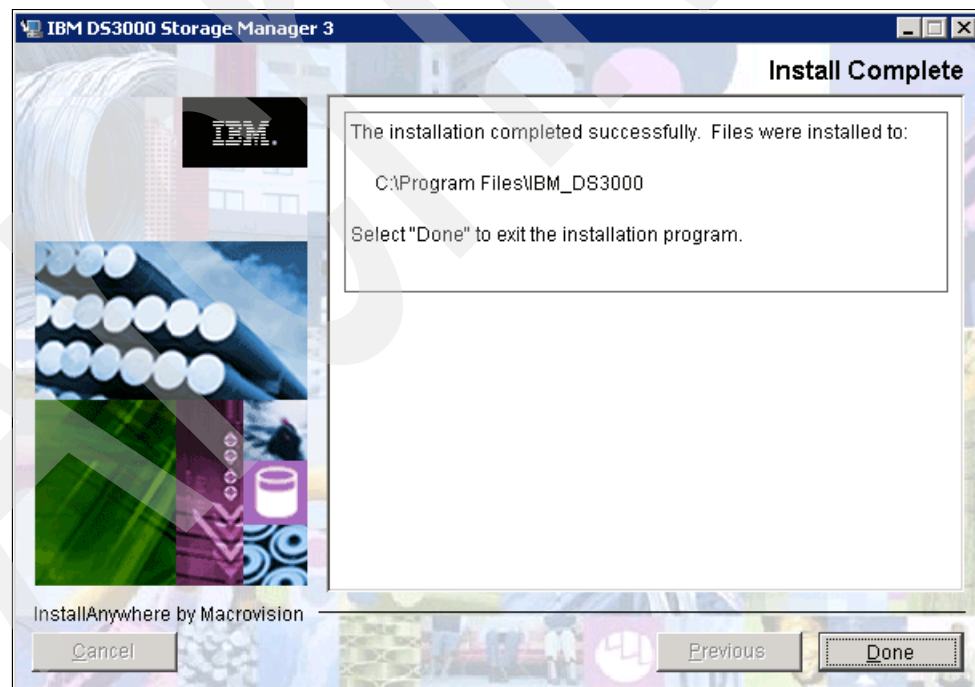 IBM DS3000 Storage Manager 3
Install Complete
IBM.
The installation completed successfully. Files were installed to:
C:\Program Files\IBM_DS3000
Select "Done" to exit the installation program.
InstallAnywhere by Macrovision
Cancel
Previous
Done